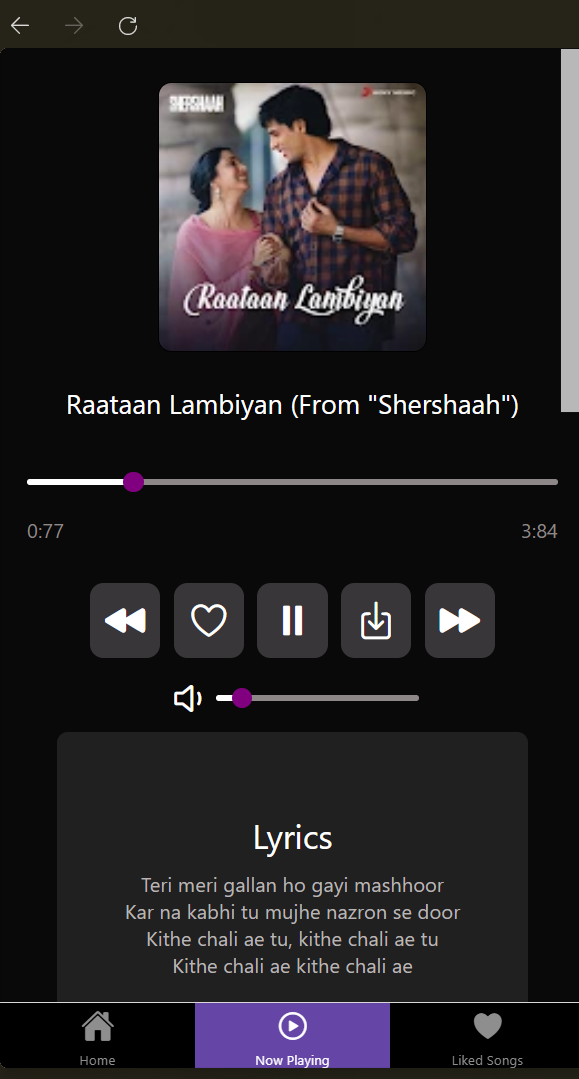 SHERSHAAH
SONY MUSIC
Raataan Lambiyan
Raataan Lambiyan (From "Shershaah")
0:77
3:84
Lyrics
Teri meri gallan ho gayi mashhoor
Kar na kabhi tu mujhe nazron se door
Kithe chali ae tu, kithe chali ae tu
Kithe chali ae kithe chali ae
Home
Now Playing
Liked Songs